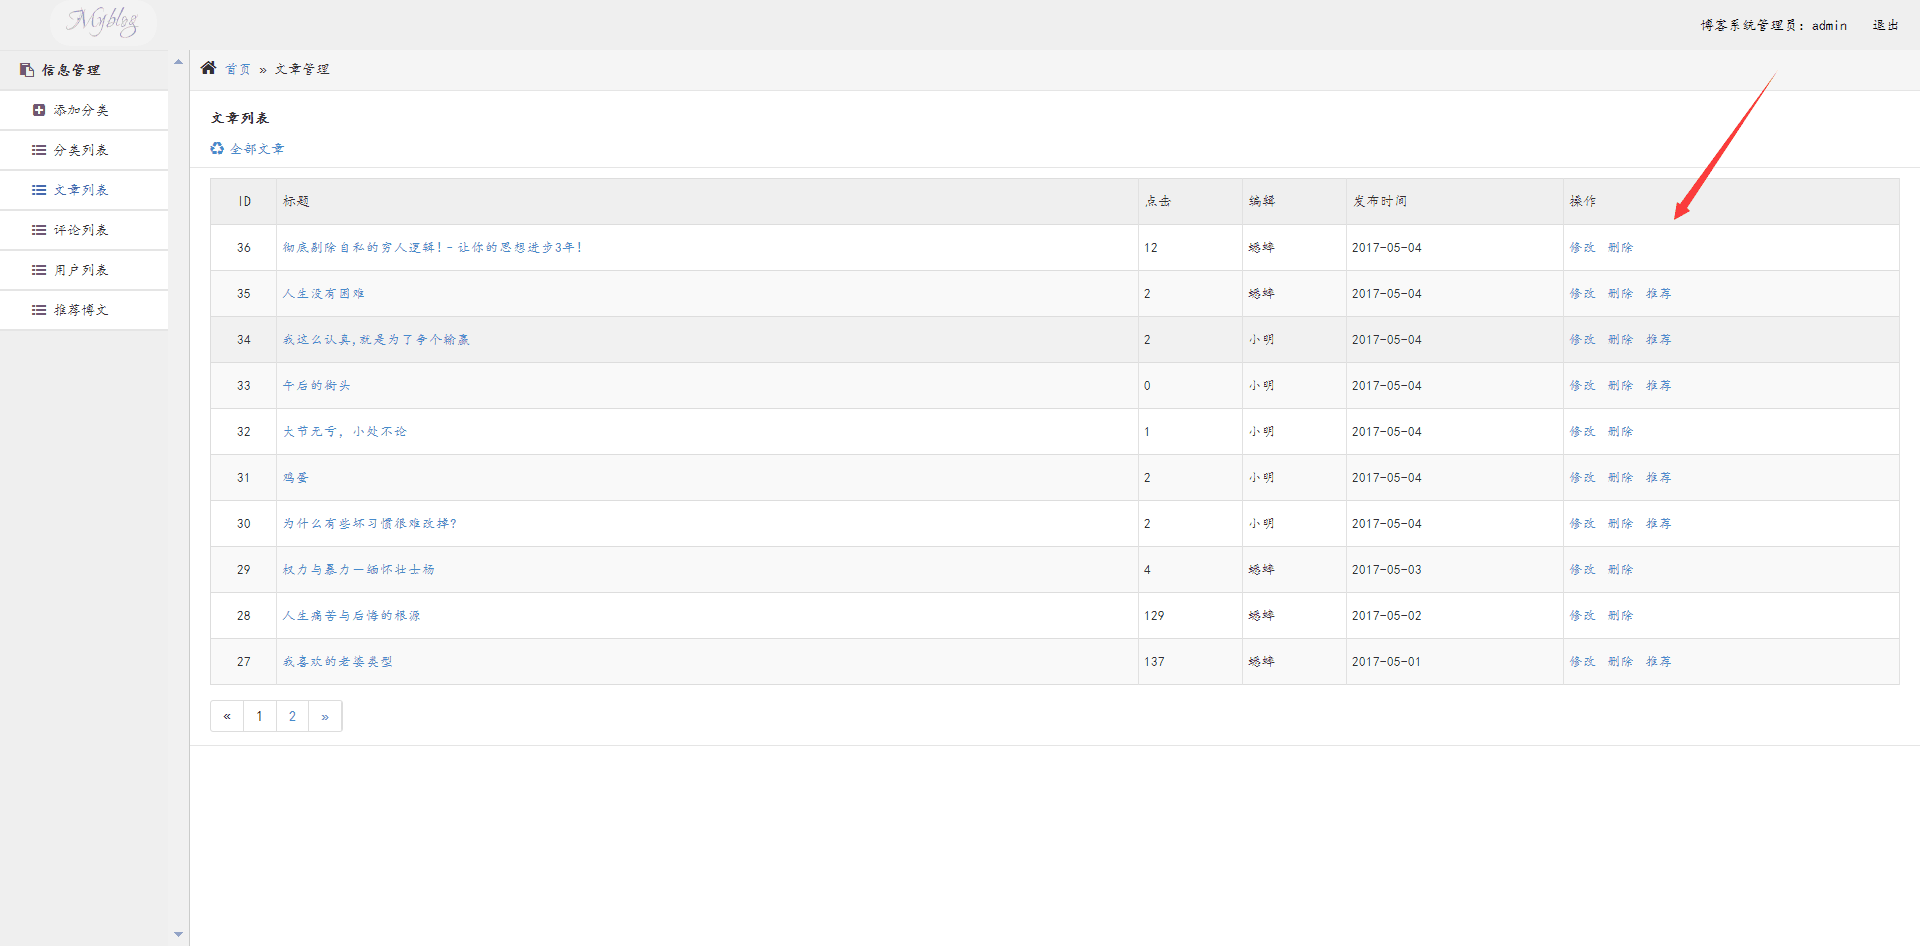 Myblog
博客系统管理员: admin 退出
信息管理
添加分类
分类列表
文章列表
评论列表
用户列表
推荐博文
首页 » 文章管理
文章列表
全部文章
ID 标题 点击 编辑 发布时间 操作
36 彻底剔除自私的穷人逻辑!- 让你的思想进步3年! 12 蟋蟀 2017-05-04 修改 删除
35 人生没有困难 2 蟋蟀 2017-05-04 修改 删除 推荐
34 我这么认真,就是为了争个输赢 2 小明 2017-05-04 修改 删除 推荐
33 午后的街头 0 小明 2017-05-04 修改 删除 推荐
32 大节无亏, 小处不论 1 小明 2017-05-04 修改 删除
31 鸡蛋 2 小明 2017-05-04 修改 删除 推荐
30 为什么有些坏习惯很难改掉? 2 小明 2017-05-04 修改 删除 推荐
29 权力与暴力—缅怀壮士杨 4 蟋蟀 2017-05-03 修改 删除
28 人生痛苦与后悔的根源 129 蟋蟀 2017-05-02 修改 删除
27 我喜欢的老婆类型 137 蟋蟀 2017-05-01 修改 删除 推荐
« 1 2 »